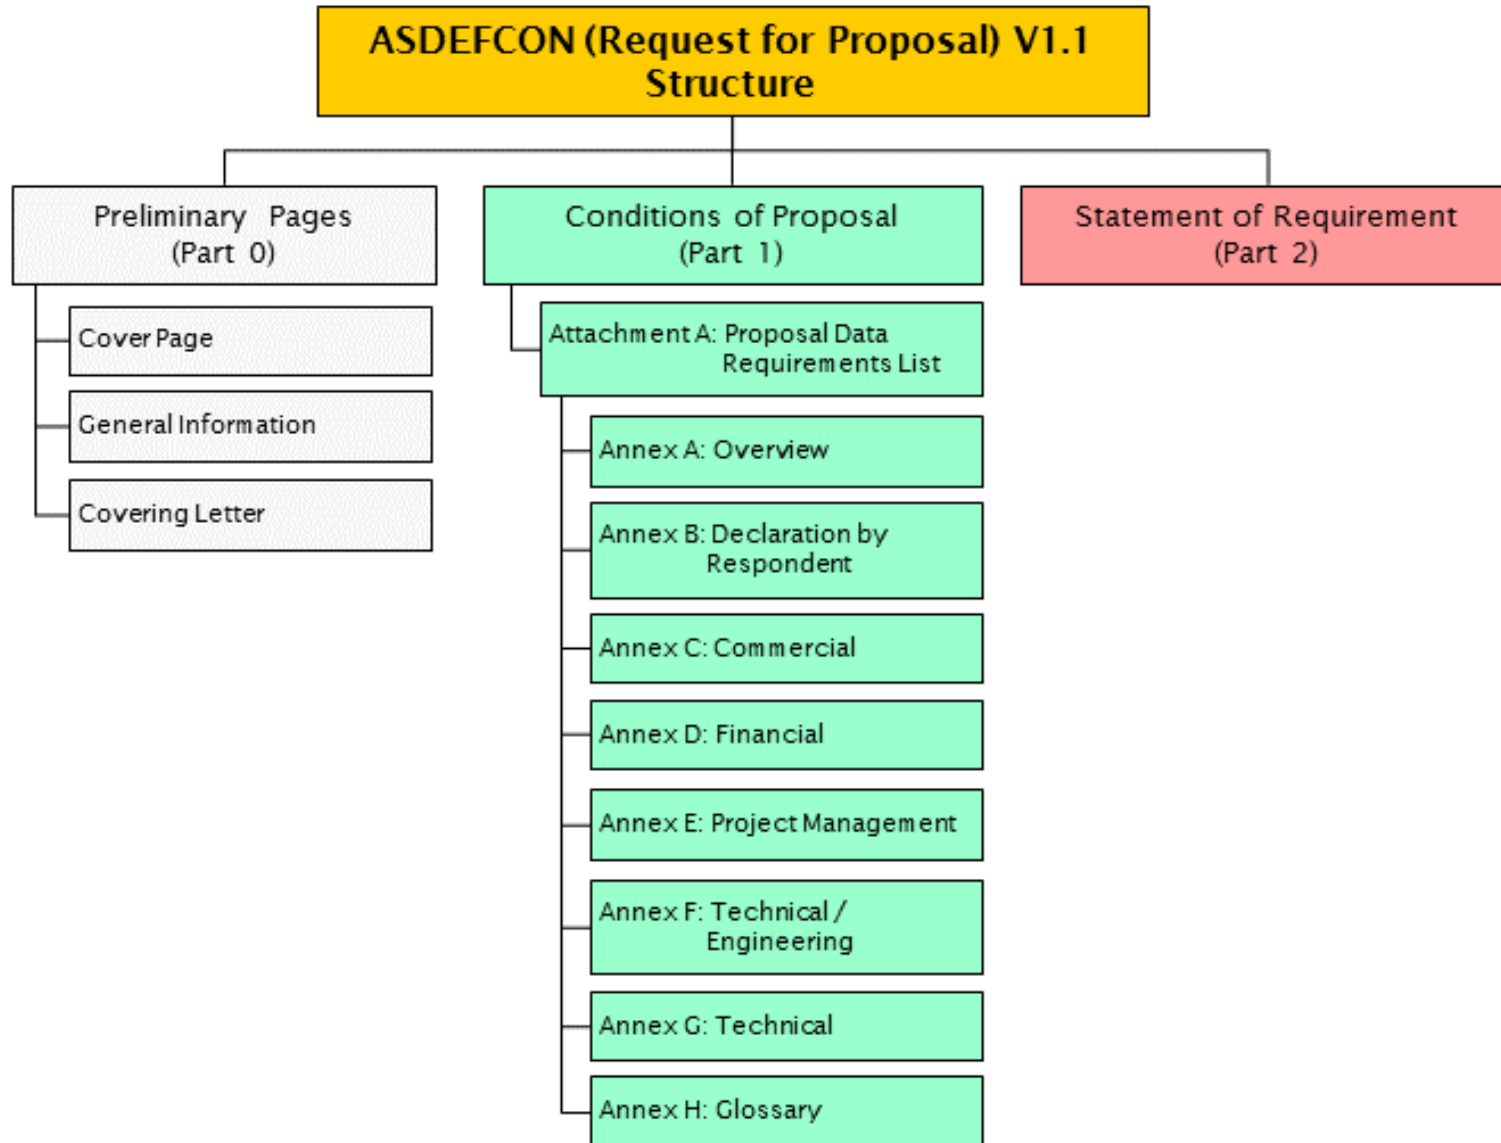 ASDEFCON (Request for Proposal) V1.1
Structure
Preliminary Pages
(Part 0)
Cover Page
General Information
Covering Letter
Conditions of Proposal
(Part 1)
Attachment A: Proposal Data
Requirements List
Annex A: Overview
Annex B: Declaration by
Respondent
Annex C: Commercial
Annex D: Financial
Annex E: Project Management
Annex F: Technical /
Engineering
Annex G: Technical
Annex H: Glossary
Statement of Requirement
(Part 2)